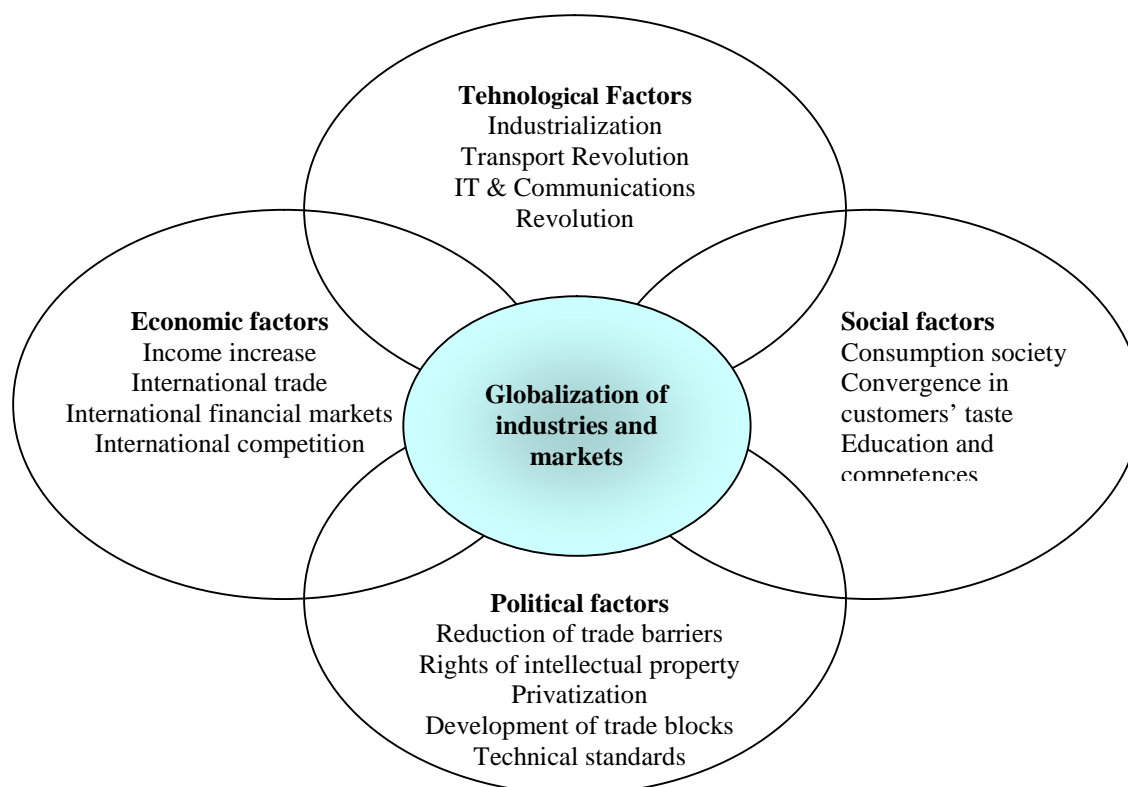 Tehnological Factors
Industrialization
Transport Revolution
IT & Communications
Revolution
Economic factors
Income increase
International trade
International financial markets
International competition
Globalization of
industries and
markets
Social factors
Consumption society
Convergence in
customers’ taste
Education and
competences
Political factors
Reduction of trade barriers
Rights of intellectual property
Privatization
Development of trade blocks
Technical standards